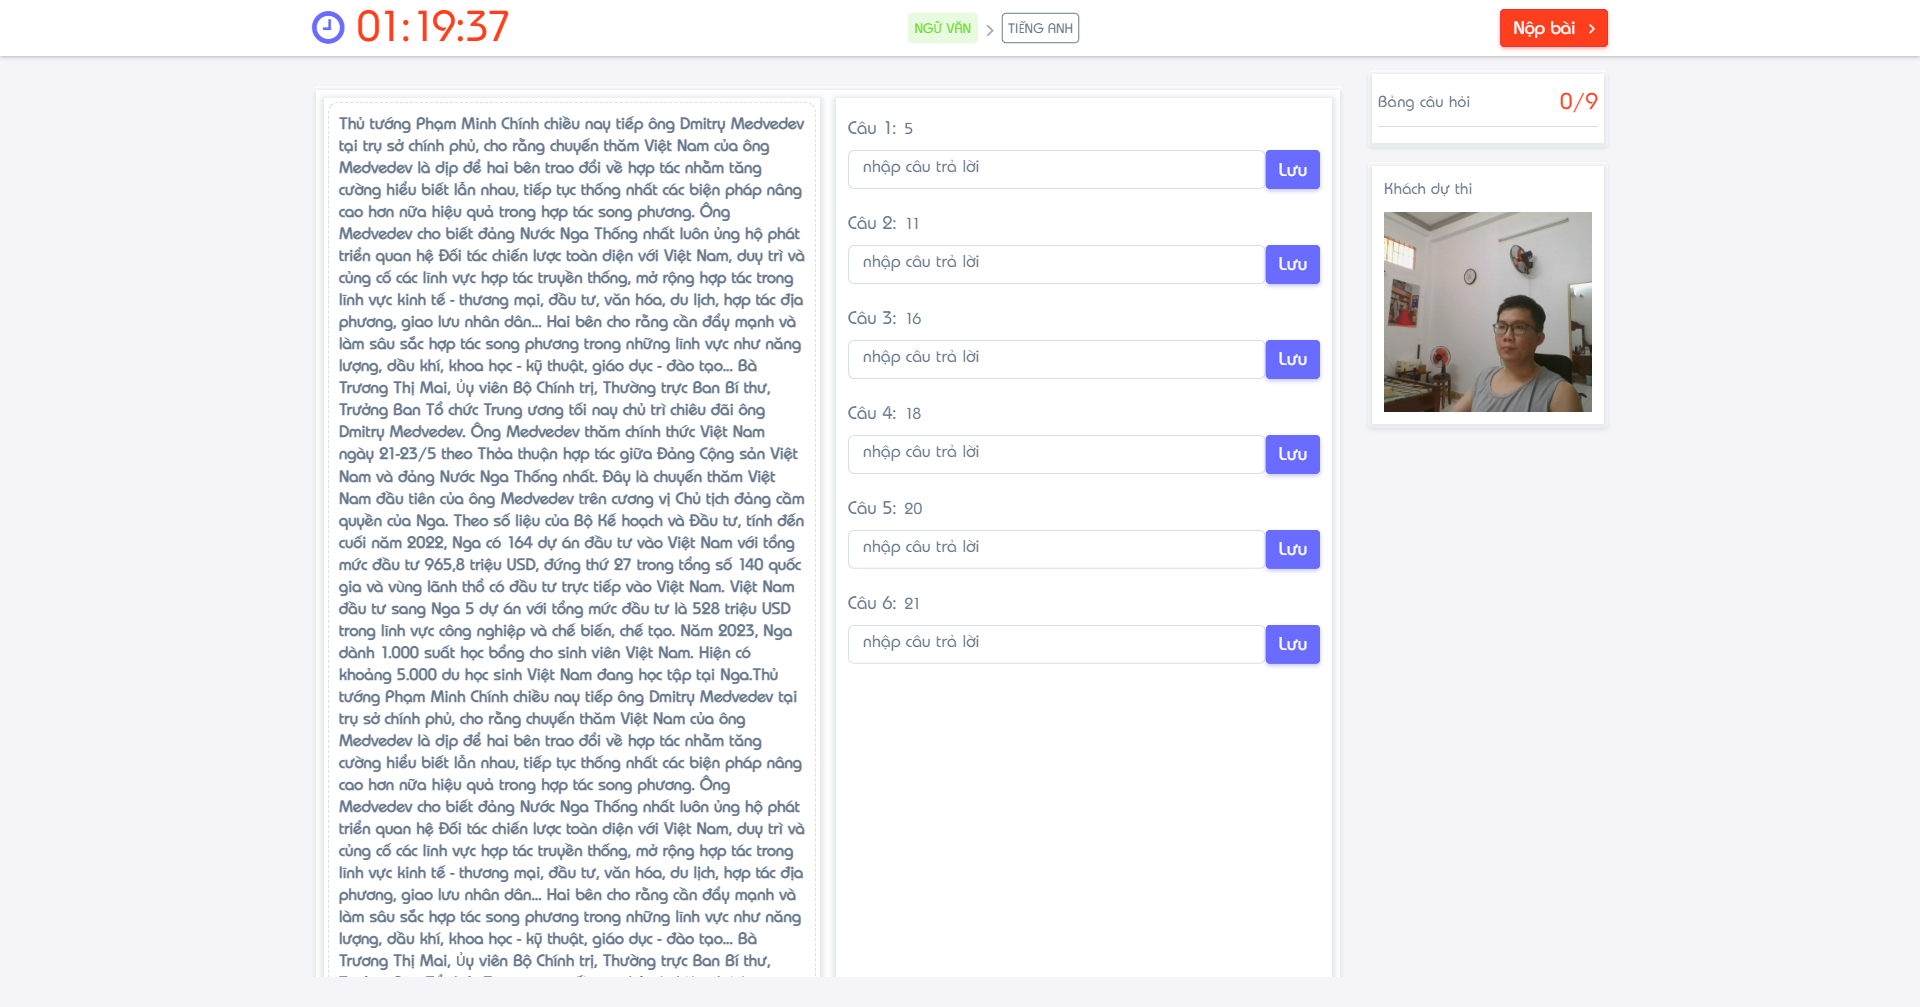 01:19:37
NGỮ VĂN
TIẾNG ANH
Nộp bài
Thủ tướng Phạm Minh Chính chiều nay tiếp ông Dmitry Medvedev
tại trụ sở chính phủ, cho rằng chuyến thăm Việt Nam của ông
Medvedev là dịp để hai bên trao đổi về hợp tác nhằm tăng
cường hiểu biết lẫn nhau, tiếp tục thống nhất các biện pháp nâng
cao hơn nữa hiệu quả trong hợp tác song phương. Ông
Medvedev cho biết đảng Nước Nga Thống nhất luôn ủng hộ phát
triển quan hệ Đối tác chiến lược toàn diện với Việt Nam, duy trì và
củng cố các lĩnh vực hợp tác truyền thống, mở rộng hợp tác trong
lĩnh vực kinh tế - thương mại, đầu tư, văn hóa, du lịch, hợp tác địa
phương, giao lưu nhân dân... Hai bên cho rằng cần đẩy mạnh và
làm sâu sắc hợp tác song phương trong những lĩnh vực như năng
lượng, dầu khí, khoa học - kỹ thuật, giáo dục - đào tạo... Bà
Trương Thị Mai, Ủy viên Bộ Chính trị, Thường trực Ban Bí thư,
Trưởng Ban Tổ chức Trung ương tối nay chủ trì chiêu đãi ông
Dmitry Medvedev. Ông Medvedev thăm chính thức Việt Nam
ngày 21-23/5 theo Thỏa thuận hợp tác giữa Đảng Cộng sản Việt
Nam và đảng Nước Nga Thống nhất. Đây là chuyến thăm Việt
Nam đầu tiên của ông Medvedev trên cương vị Chủ tịch đảng cầm
quyền của Nga. Theo số liệu của Bộ Kế hoạch và Đầu tư, tính đến
cuối năm 2022, Nga có 164 dự án đầu tư vào Việt Nam với tổng
mức đầu tư 965,8 triệu USD, đứng thứ 27 trong tổng số 140 quốc
gia và vùng lãnh thổ có đầu tư trực tiếp vào Việt Nam. Việt Nam
đầu tư sang Nga 5 dự án với tổng mức đầu tư là 528 triệu USD
trong lĩnh vực công nghiệp và chế biến, chế tạo. Năm 2023, Nga
dành 1.000 suất học bổng cho sinh viên Việt Nam. Hiện có
khoảng 5.000 du học sinh Việt Nam đang học tập tại Nga.Thủ
tướng Phạm Minh Chính chiều nay tiếp ông Dmitry Medvedev tại
trụ sở chính phủ, cho rằng chuyến thăm Việt Nam của ông
Medvedev là dịp để hai bên trao đổi về hợp tác nhằm tăng
cường hiểu biết lẫn nhau, tiếp tục thống nhất các biện pháp nâng
cao hơn nữa hiệu quả trong hợp tác song phương. Ông
Medvedev cho biết đảng Nước Nga Thống nhất luôn ủng hộ phát
triển quan hệ Đối tác chiến lược toàn diện với Việt Nam, duy trì và
củng cố các lĩnh vực hợp tác truyền thống, mở rộng hợp tác trong
lĩnh vực kinh tế - thương mại, đầu tư, văn hóa, du lịch, hợp tác địa
phương, giao lưu nhân dân... Hai bên cho rằng cần đẩy mạnh và
làm sâu sắc hợp tác song phương trong những lĩnh vực như năng
lượng, dầu khí, khoa học - kỹ thuật, giáo dục - đào tạo... Bà
Trương Thị Mai, Ủy viên Bộ Chính trị, Thường trực Ban Bí thư,
Câu 1: 5
nhập câu trả lời
Lưu
Câu 2: 11
nhập câu trả lời
Lưu
Câu 3: 16
nhập câu trả lời
Lưu
Câu 4: 18
nhập câu trả lời
Lưu
Câu 5: 20
nhập câu trả lời
Lưu
Câu 6: 21
nhập câu trả lời
Lưu
Bảng câu hỏi
0/9
Khách dự thi